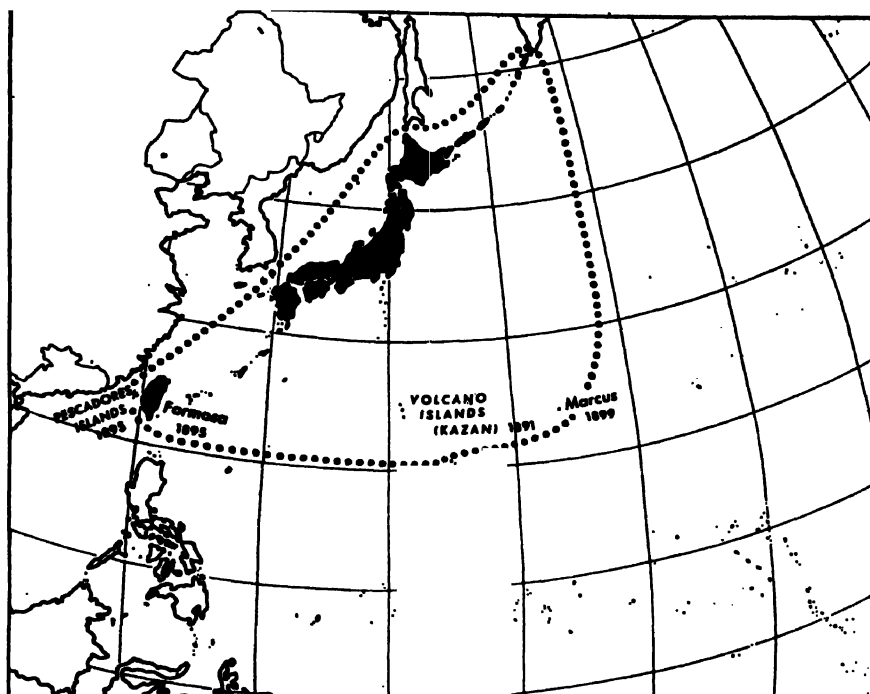 PESCADORES
ISLANDS
1895
Formosa
1895
VOLCANO
ISLANDS
(KAZAN) 1891
Marcus
1899